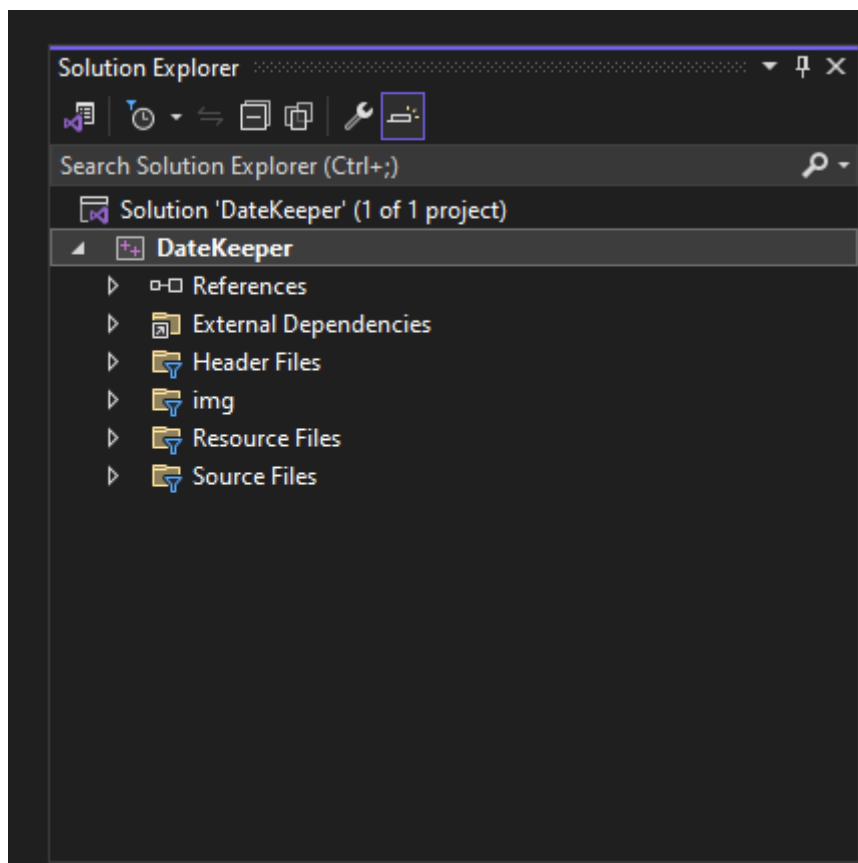 Solution Explorer
Search Solution Explorer (Ctrl+;)
Solution 'DateKeeper' (1 of 1 project)
DateKeeper
References
External Dependencies
Header Files
img
Resource Files
Source Files